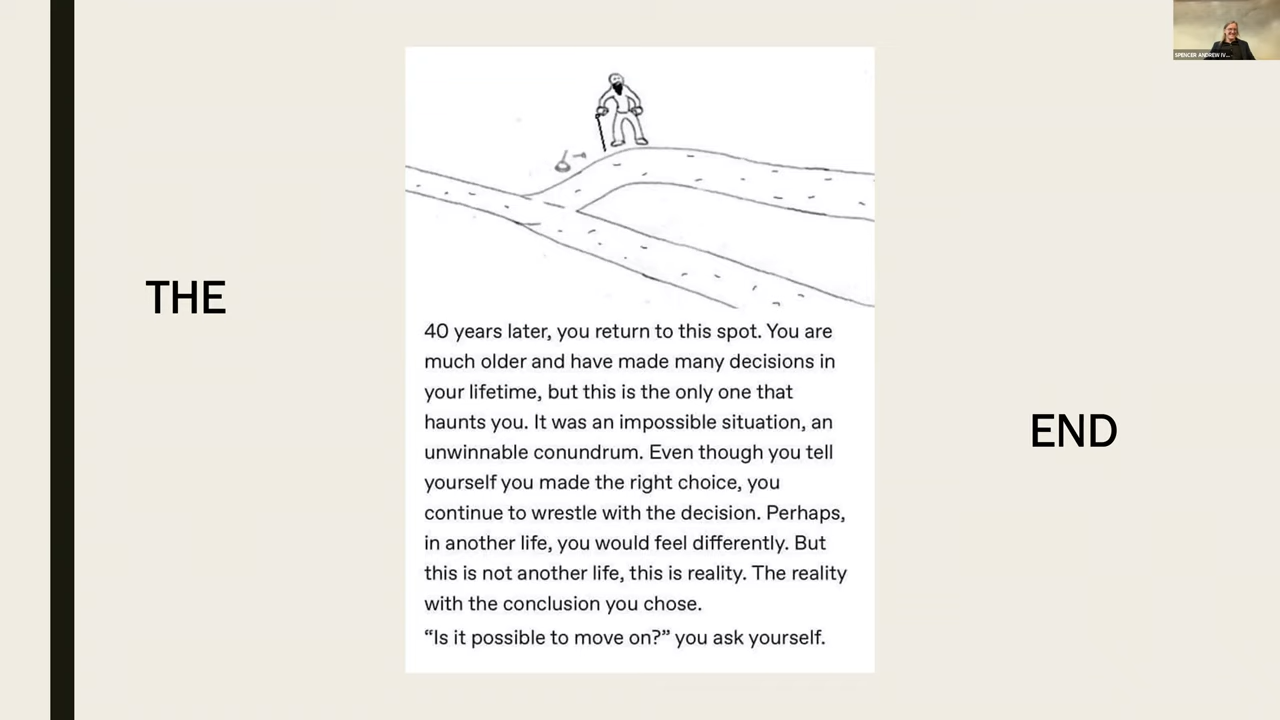 SPENCER ANDREW IV...
THE
40 years later, you return to this spot. You are
much older and have made many decisions in
your lifetime, but this is the only one that
haunts you. It was an impossible situation, an
unwinnable conundrum. Even though you tell
yourself you made the right choice, you
continue to wrestle with the decision. Perhaps,
in another life, you would feel differently. But
this is not another life, this is reality. The reality
with the conclusion you chose.
“Is it possible to move on?” you ask yourself.
END